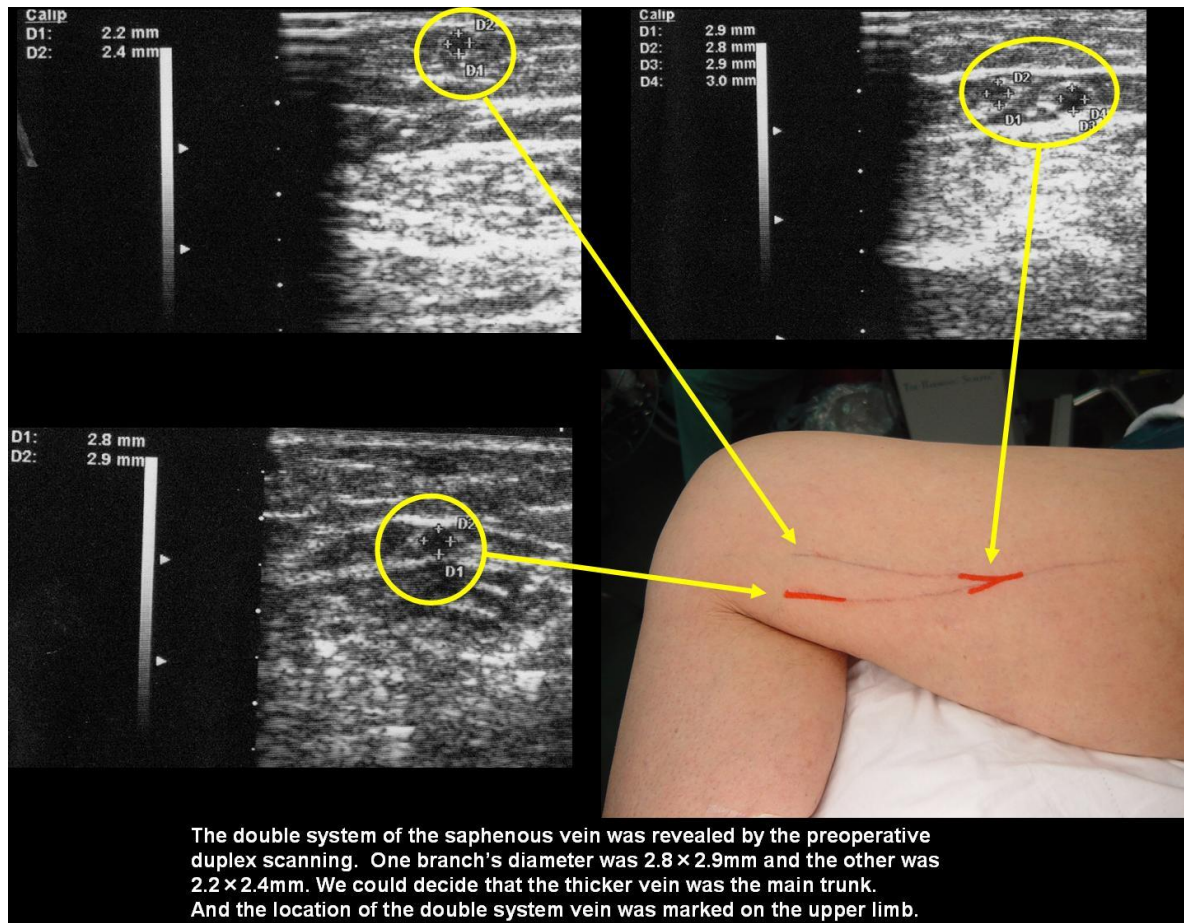 Calip
D1: 2.2 mm
D2: 2.4 mm
D2
D1
Calip
D1: 2.9 mm
D2: 2.8 mm
D3: 2.9 mm
D4: 3.0 mm
D2
D1
D4
D3
D1: 2.8 mm
D2: 2.9 mm
D2
D1
The double system of the saphenous vein was revealed by the preoperative
duplex scanning. One branch's diameter was 2.8×2.9mm and the other was
2.2×2.4mm. We could decide that the thicker vein was the main trunk.
And the location of the double system vein was marked on the upper limb.